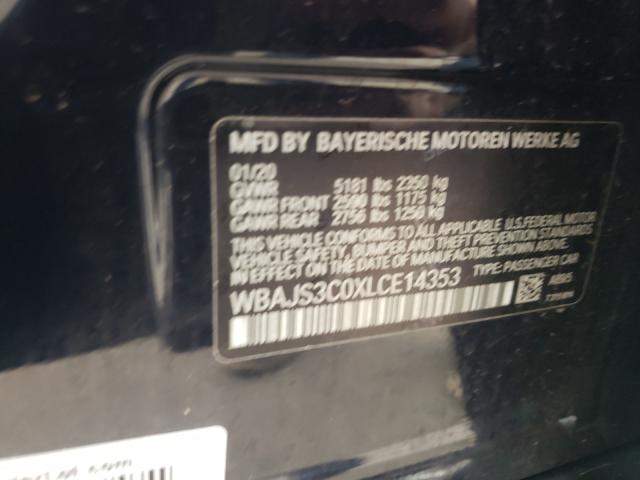 MFD BY BAYERISCHE MOTOREN WERKE AG
01/20
GVWR 5181 lbs 2350 kg
GAWR FRONT 2590 lbs 1175 kg
GAWR REAR 2756 lbs 1250 kg
THIS VEHICLE CONFORMS TO ALL APPLICABLE U.S. FEDERAL MOTOR
VEHICLE SAFETY, BUMPER AND THEFT PREVENTION STANDARDS
IN EFFECT ON THE DATE OF MANUFACTURE SHOWN ABOVE.
WBAJS3C0XLCE14353 TYPE: PASSENGER CAR